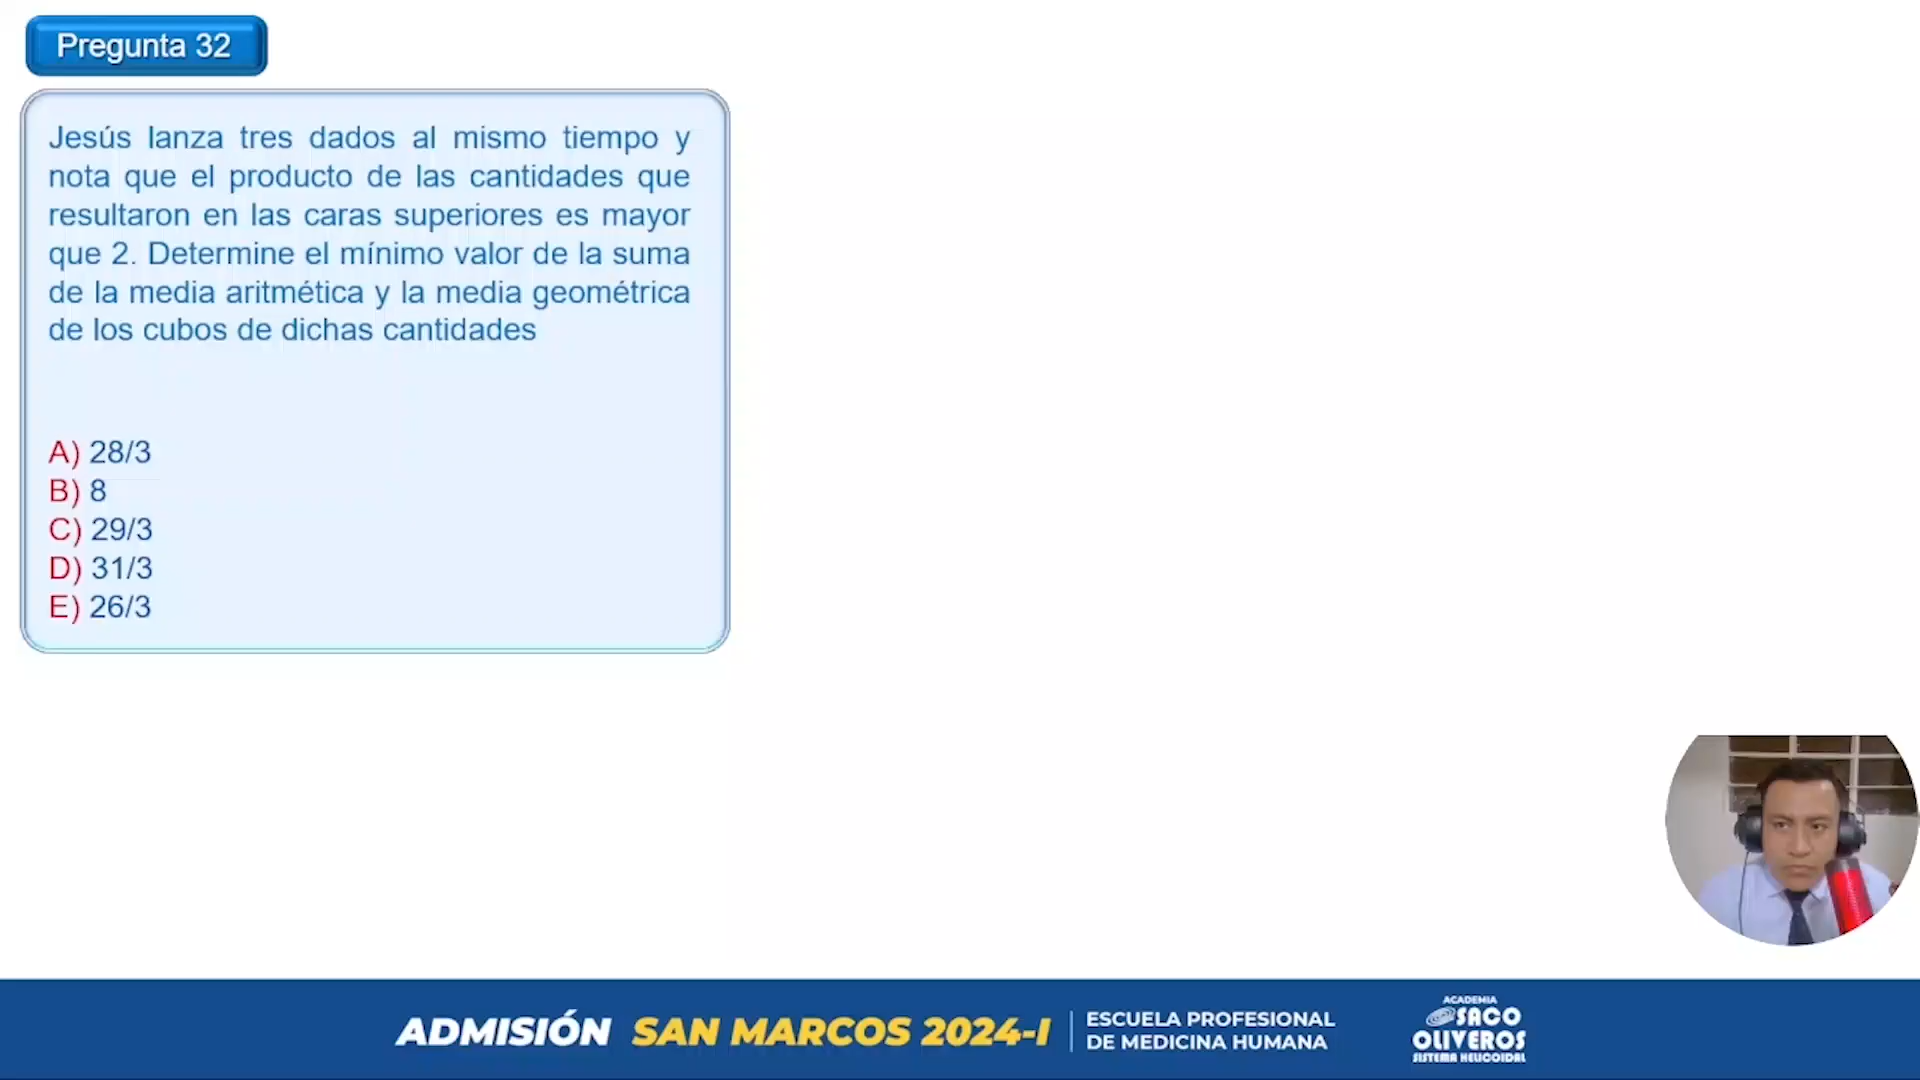 Pregunta 32
Jesús lanza tres dados al mismo tiempo y
nota que el producto de las cantidades que
resultaron en las caras superiores es mayor
que 2. Determine el mínimo valor de la suma
de la media aritmética y la media geométrica
de los cubos de dichas cantidades
A) 28/3
B) 8
C) 29/3
D) 31/3
E) 26/3
ADMISIÓN SAN MARCOS 2024-I
ESCUELA PROFESIONAL
DE MEDICINA HUMANA
ACADEMIA
SACO
OLIVEROS
SISTEMA HELICOIDAL